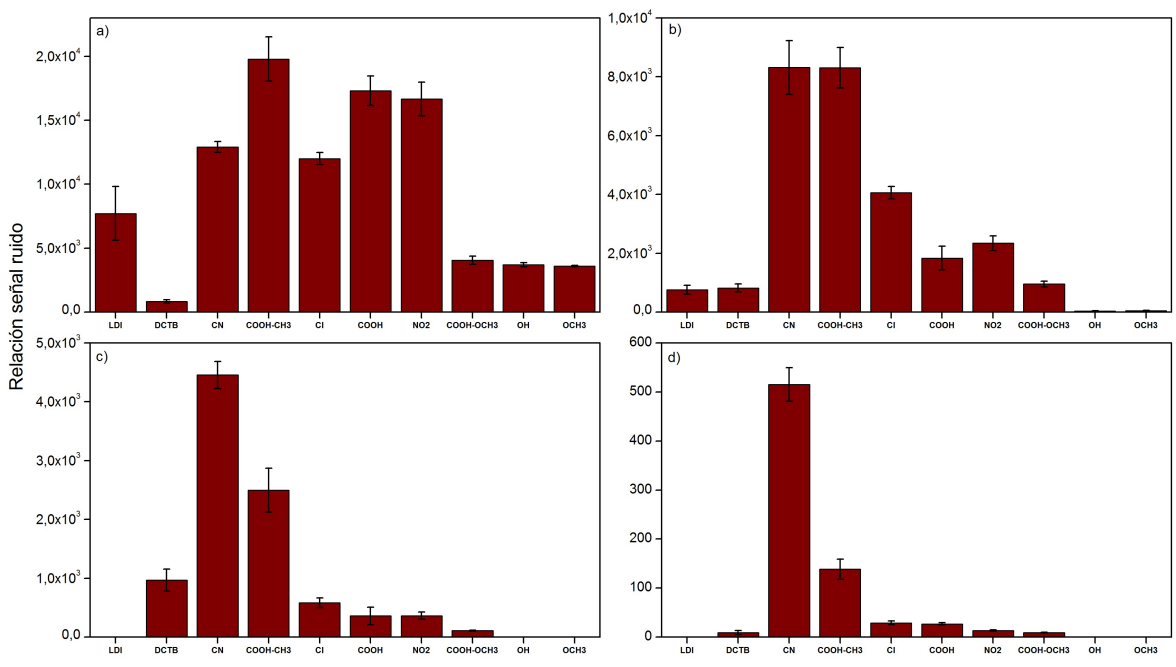 Relación señal ruido
a)
2,0x10⁴
1,5x10⁴
1,0x10⁴
5,0x10³
0,0
LDI DCTB CN COOH-CH3 Cl COOH NO2 COOH-OCH3 OH OCH3
b)
1,0x10⁴
8,0x10³
6,0x10³
4,0x10³
2,0x10³
0,0
LDI DCTB CN COOH-CH3 Cl COOH NO2 COOH-OCH3 OH OCH3
c)
5,0x10³
4,0x10³
3,0x10³
2,0x10³
1,0x10³
0,0
LDI DCTB CN COOH-CH3 Cl COOH NO2 COOH-OCH3 OH OCH3
d)
600
500
400
300
200
100
0
LDI DCTB CN COOH-CH3 Cl COOH NO2 COOH-OCH3 OH OCH3